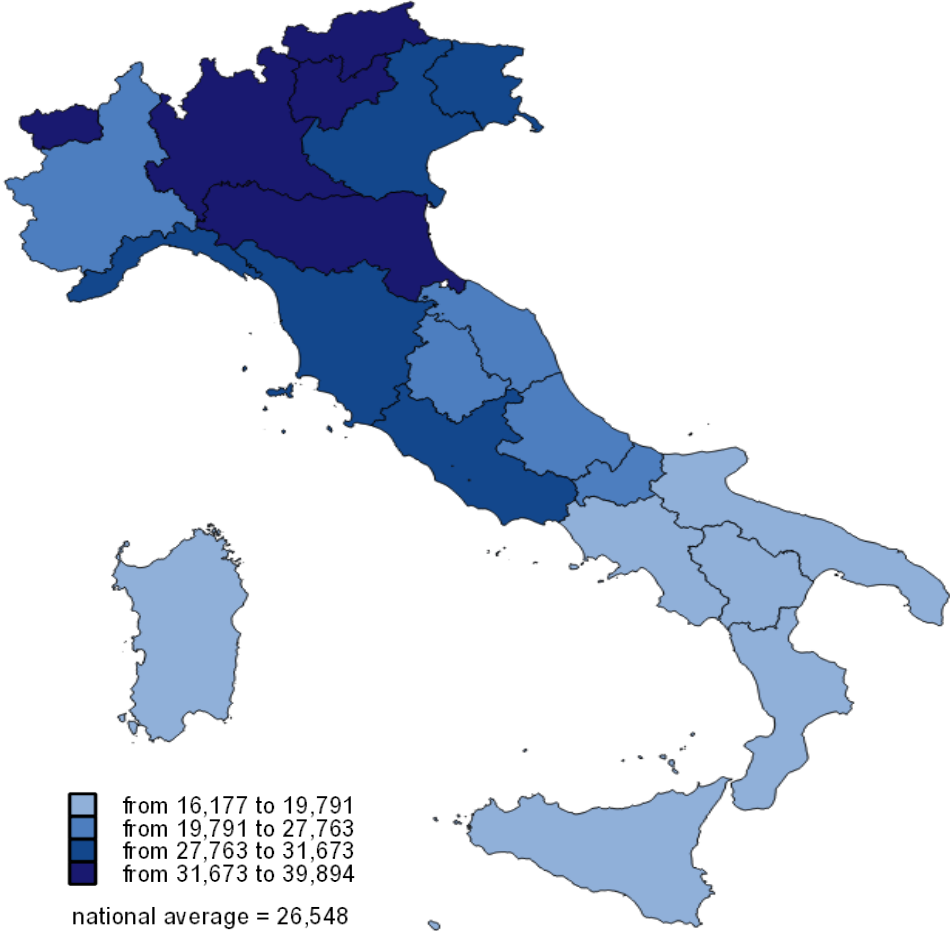 from 16,177 to 19,791
from 19,791 to 27,763
from 27,763 to 31,673
from 31,673 to 39,894
national average = 26,548